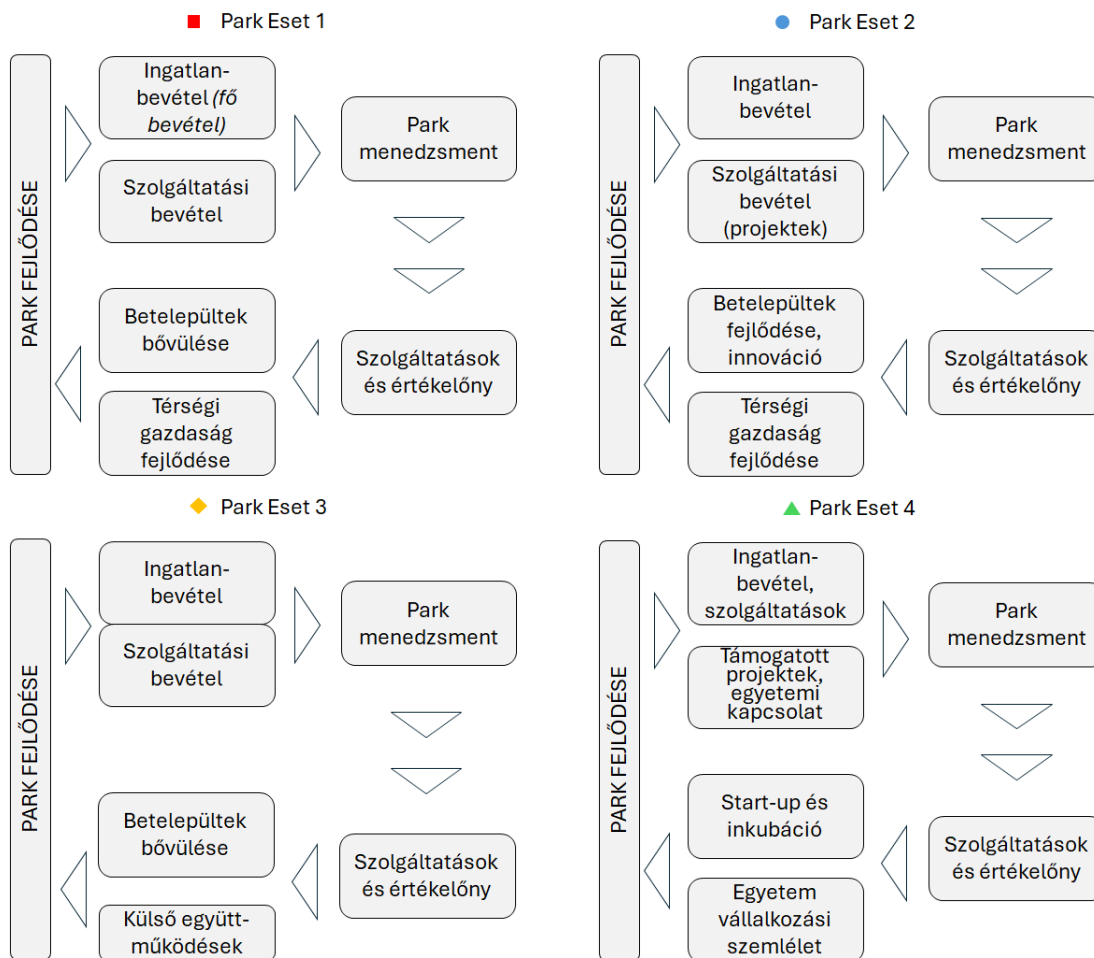 Park Eset 1
PARK FEJLŐDÉSE
Ingatlan-
bevétel (fő
bevétel)
Szolgáltatási
bevétel
Park
menedzsment
Betelepültek
bővülése
Térségi
gazdaság
fejlődése
Szolgáltatások
és értékelőny
Park Eset 2
PARK FEJLŐDÉSE
Ingatlan-
bevétel
Szolgáltatási
bevétel
(projektek)
Park
menedzsment
Betelepültek
fejlődése,
innováció
Térségi
gazdaság
fejlődése
Szolgáltatások
és értékelőny
Park Eset 3
PARK FEJLŐDÉSE
Ingatlan-
bevétel
Szolgáltatási
bevétel
Park
menedzsment
Betelepültek
bővülése
Külső együtt-
működések
Szolgáltatások
és értékelőny
Park Eset 4
PARK FEJLŐDÉSE
Ingatlan-
bevétel,
szolgáltatások
Támogatott
projektek,
egyetemi
kapcsolat
Park
menedzsment
Start-up és
inkubáció
Egyetem
vállalkozási
szemlélet
Szolgáltatások
és értékelőny